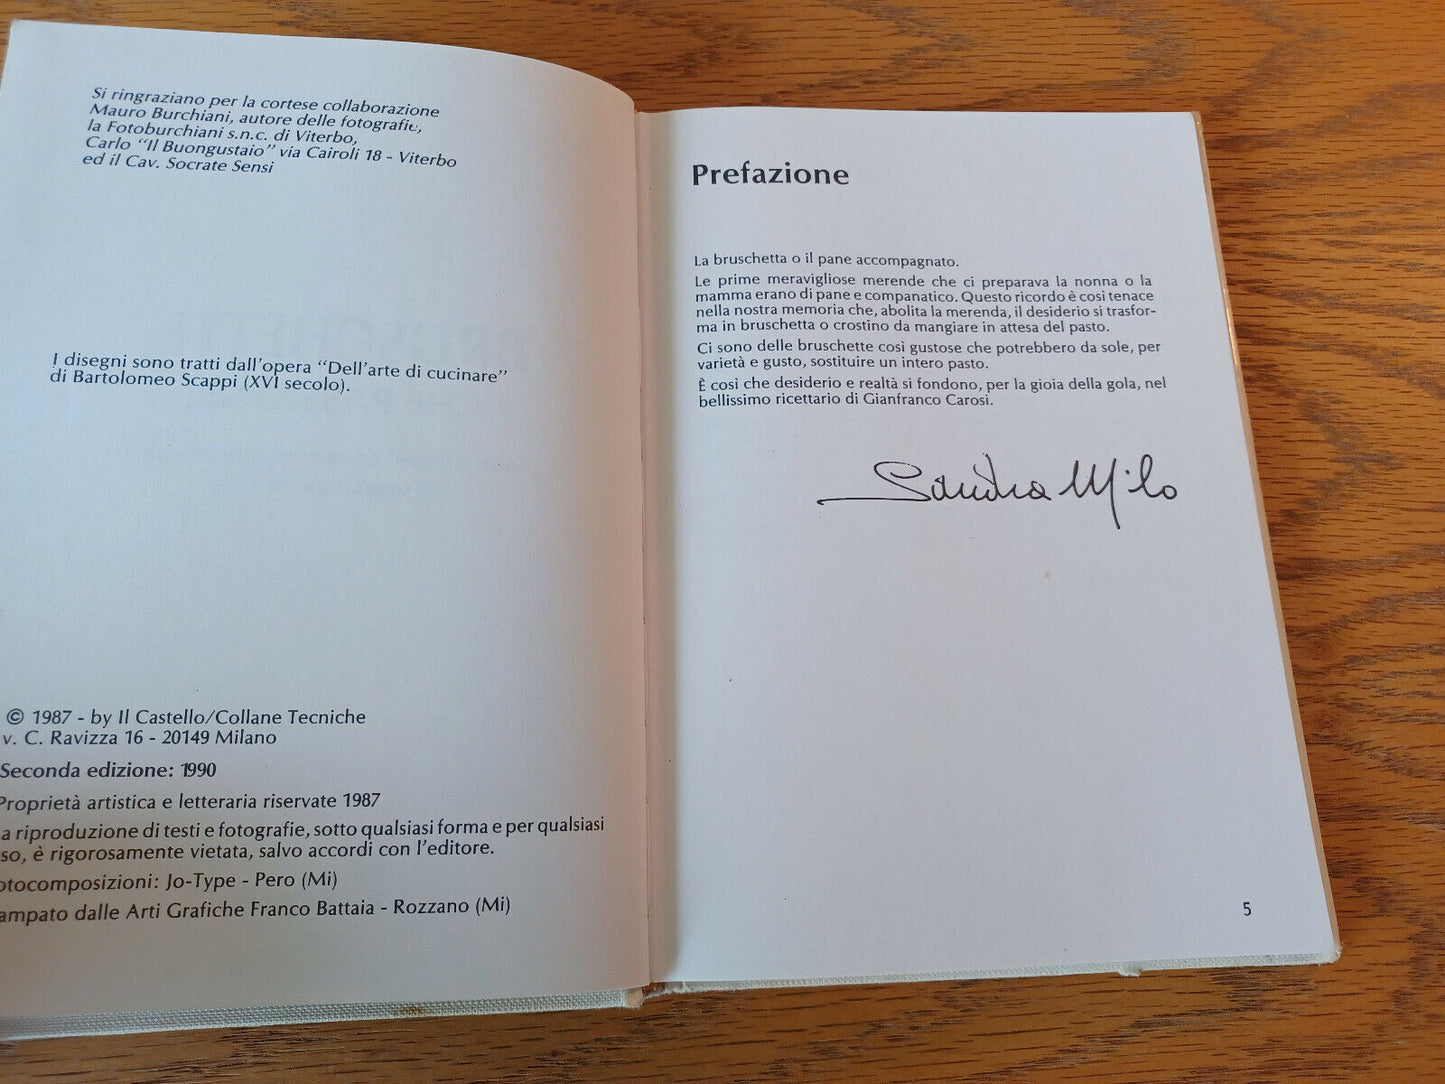 Si ringraziano per la cortese collaborazione
Mauro Burchiani, autore delle fotografie,
la Fotoburchiani s.n.c. di Viterbo,
Carlo “Il Buongustaio” via Cairoli 18 - Viterbo
ed il Cav. Socrate Sensi
I disegni sono tratti dall’opera “Dell’arte di cucinare”
di Bartolomeo Scappi (XVI secolo).
© 1987 - by Il Castello/Collane Tecniche
v. C. Ravizza 16 - 20149 Milano
Seconda edizione: 1990
Proprietà artistica e letteraria riservate 1987
a riproduzione di testi e fotografie, sotto qualsiasi forma e per qualsiasi
so, è rigorosamente vietata, salvo accordi con l’editore.
otocomposizioni: Jo-Type - Pero (Mi)
ampato dalle Arti Grafiche Franco Battaia - Rozzano (Mi)
Prefazione
La bruschetta o il pane accompagnato.
Le prime meravigliose merende che ci preparava la nonna o la
mamma erano di pane e companatico. Questo ricordo è così tenace
nella nostra memoria che, abolita la merenda, il desiderio si trasfor-
ma in bruschetta o crostino da mangiare in attesa del pasto.
Ci sono delle bruschette così gustose che potrebbero da sole, per
varietà e gusto, sostituire un intero pasto.
È così che desiderio e realtà si fondono, per la gioia della gola, nel
bellissimo ricettario di Gianfranco Carosi.
Sandra Milo
5